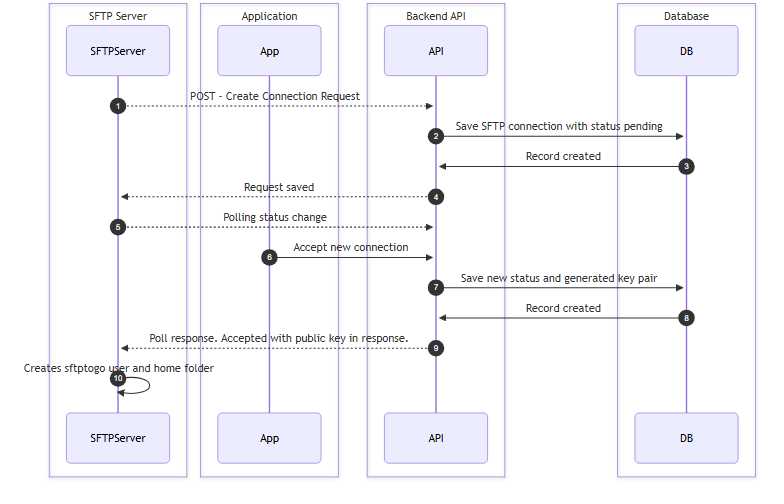 SFTP Server
Application
Backend API
Database
SFTPServer
App
API
DB
1
POST - Create Connection Request
2
Save SFTP connection with status pending
Record created
3
Request saved
4
5
Polling status change
6
Accept new connection
7
Save new status and generated key pair
Record created
8
Poll response. Accepted with public key in response.
9
Creates sftptogo user and home folder
10
SFTPServer
App
API
DB